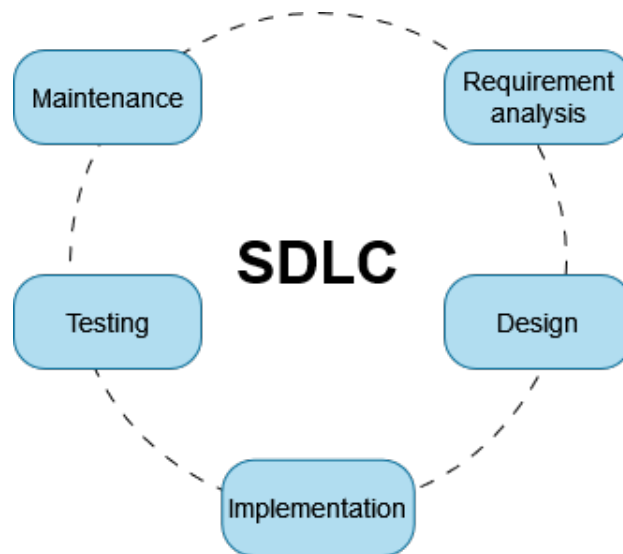 Maintenance
Requirement
analysis
SDLC
Testing
Design
Implementation